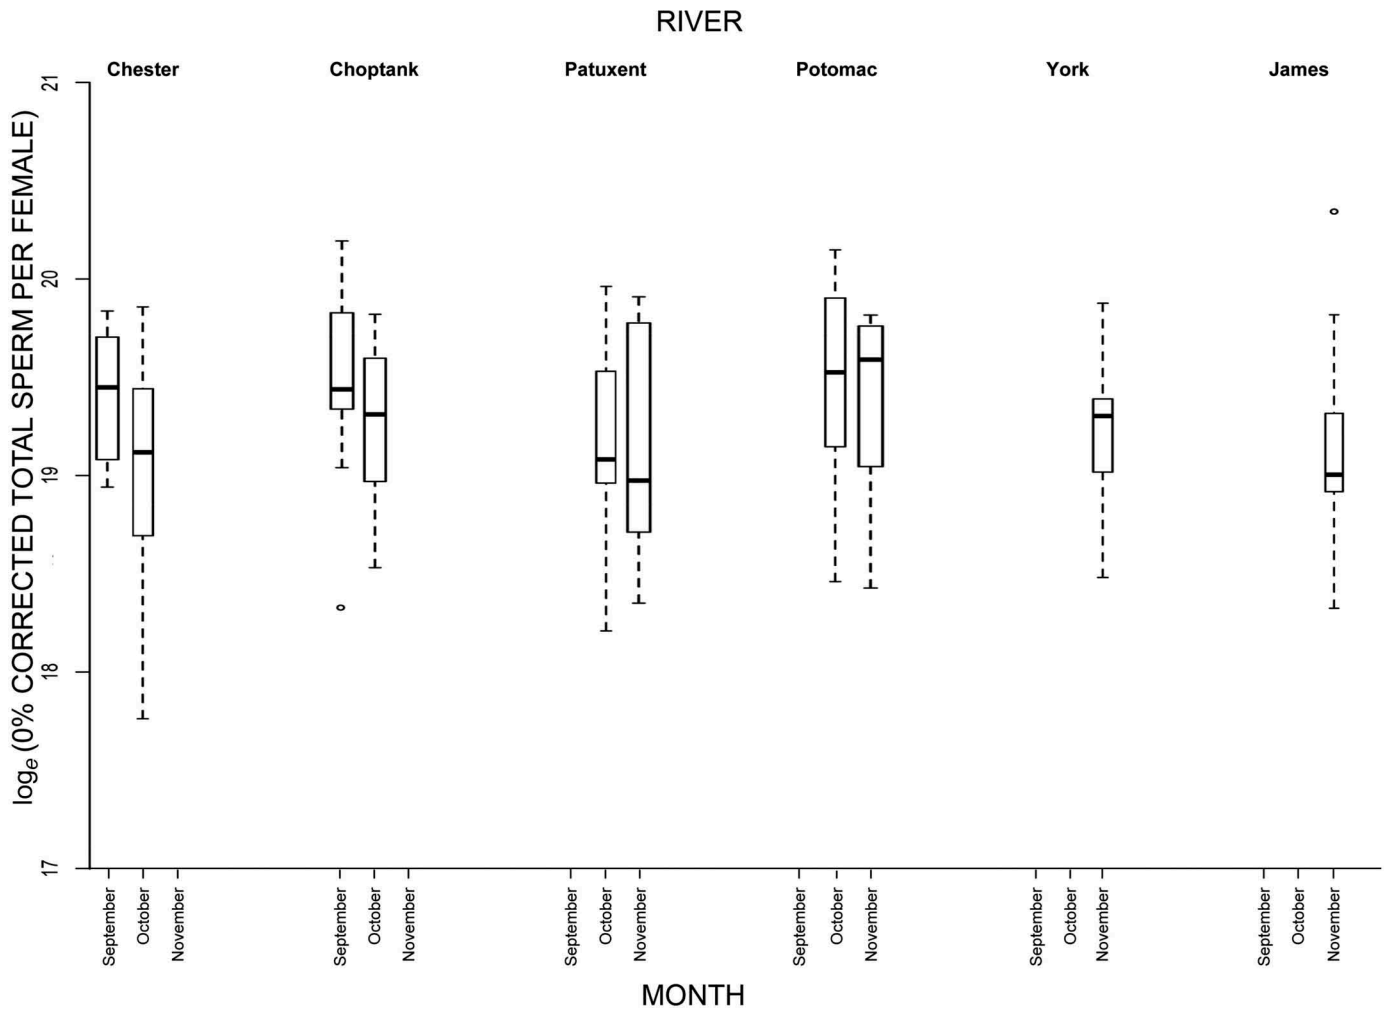 RIVER
Chester Choptank Patuxent Potomac York James
log_e (0% CORRECTED TOTAL SPERM PER FEMALE)
21
20
19
18
17
September October November September October November September October November September October November September October November September October November
MONTH